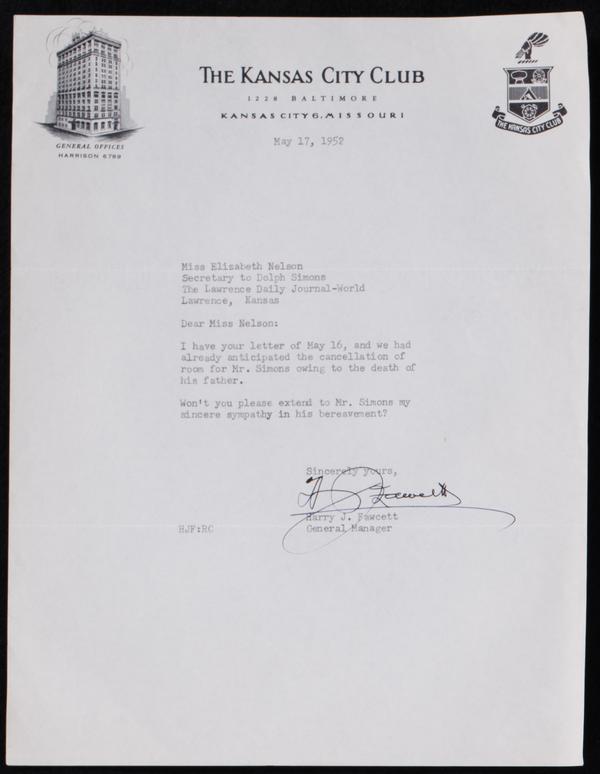 THE KANSAS CITY CLUB
1228 BALTIMORE
KANSAS CITY 6, MISSOURI
GENERAL OFFICES
HARRISON 6789
THE KANSAS CITY CLUB
May 17, 1952
Miss Elizabeth Nelson
Secretary to Dolph Simons
The Lawrence Daily Journal-World
Lawrence, Kansas
Dear Miss Nelson:
I have your letter of May 16, and we had
already anticipated the cancellation of
room for Mr. Simons owing to the death of
his father.
Won't you please extend to Mr. Simons my
sincere sympathy in his bereavement?
Sincerely yours,
H J Fawcett
Harry J. Fawcett
HJF:RC General Manager